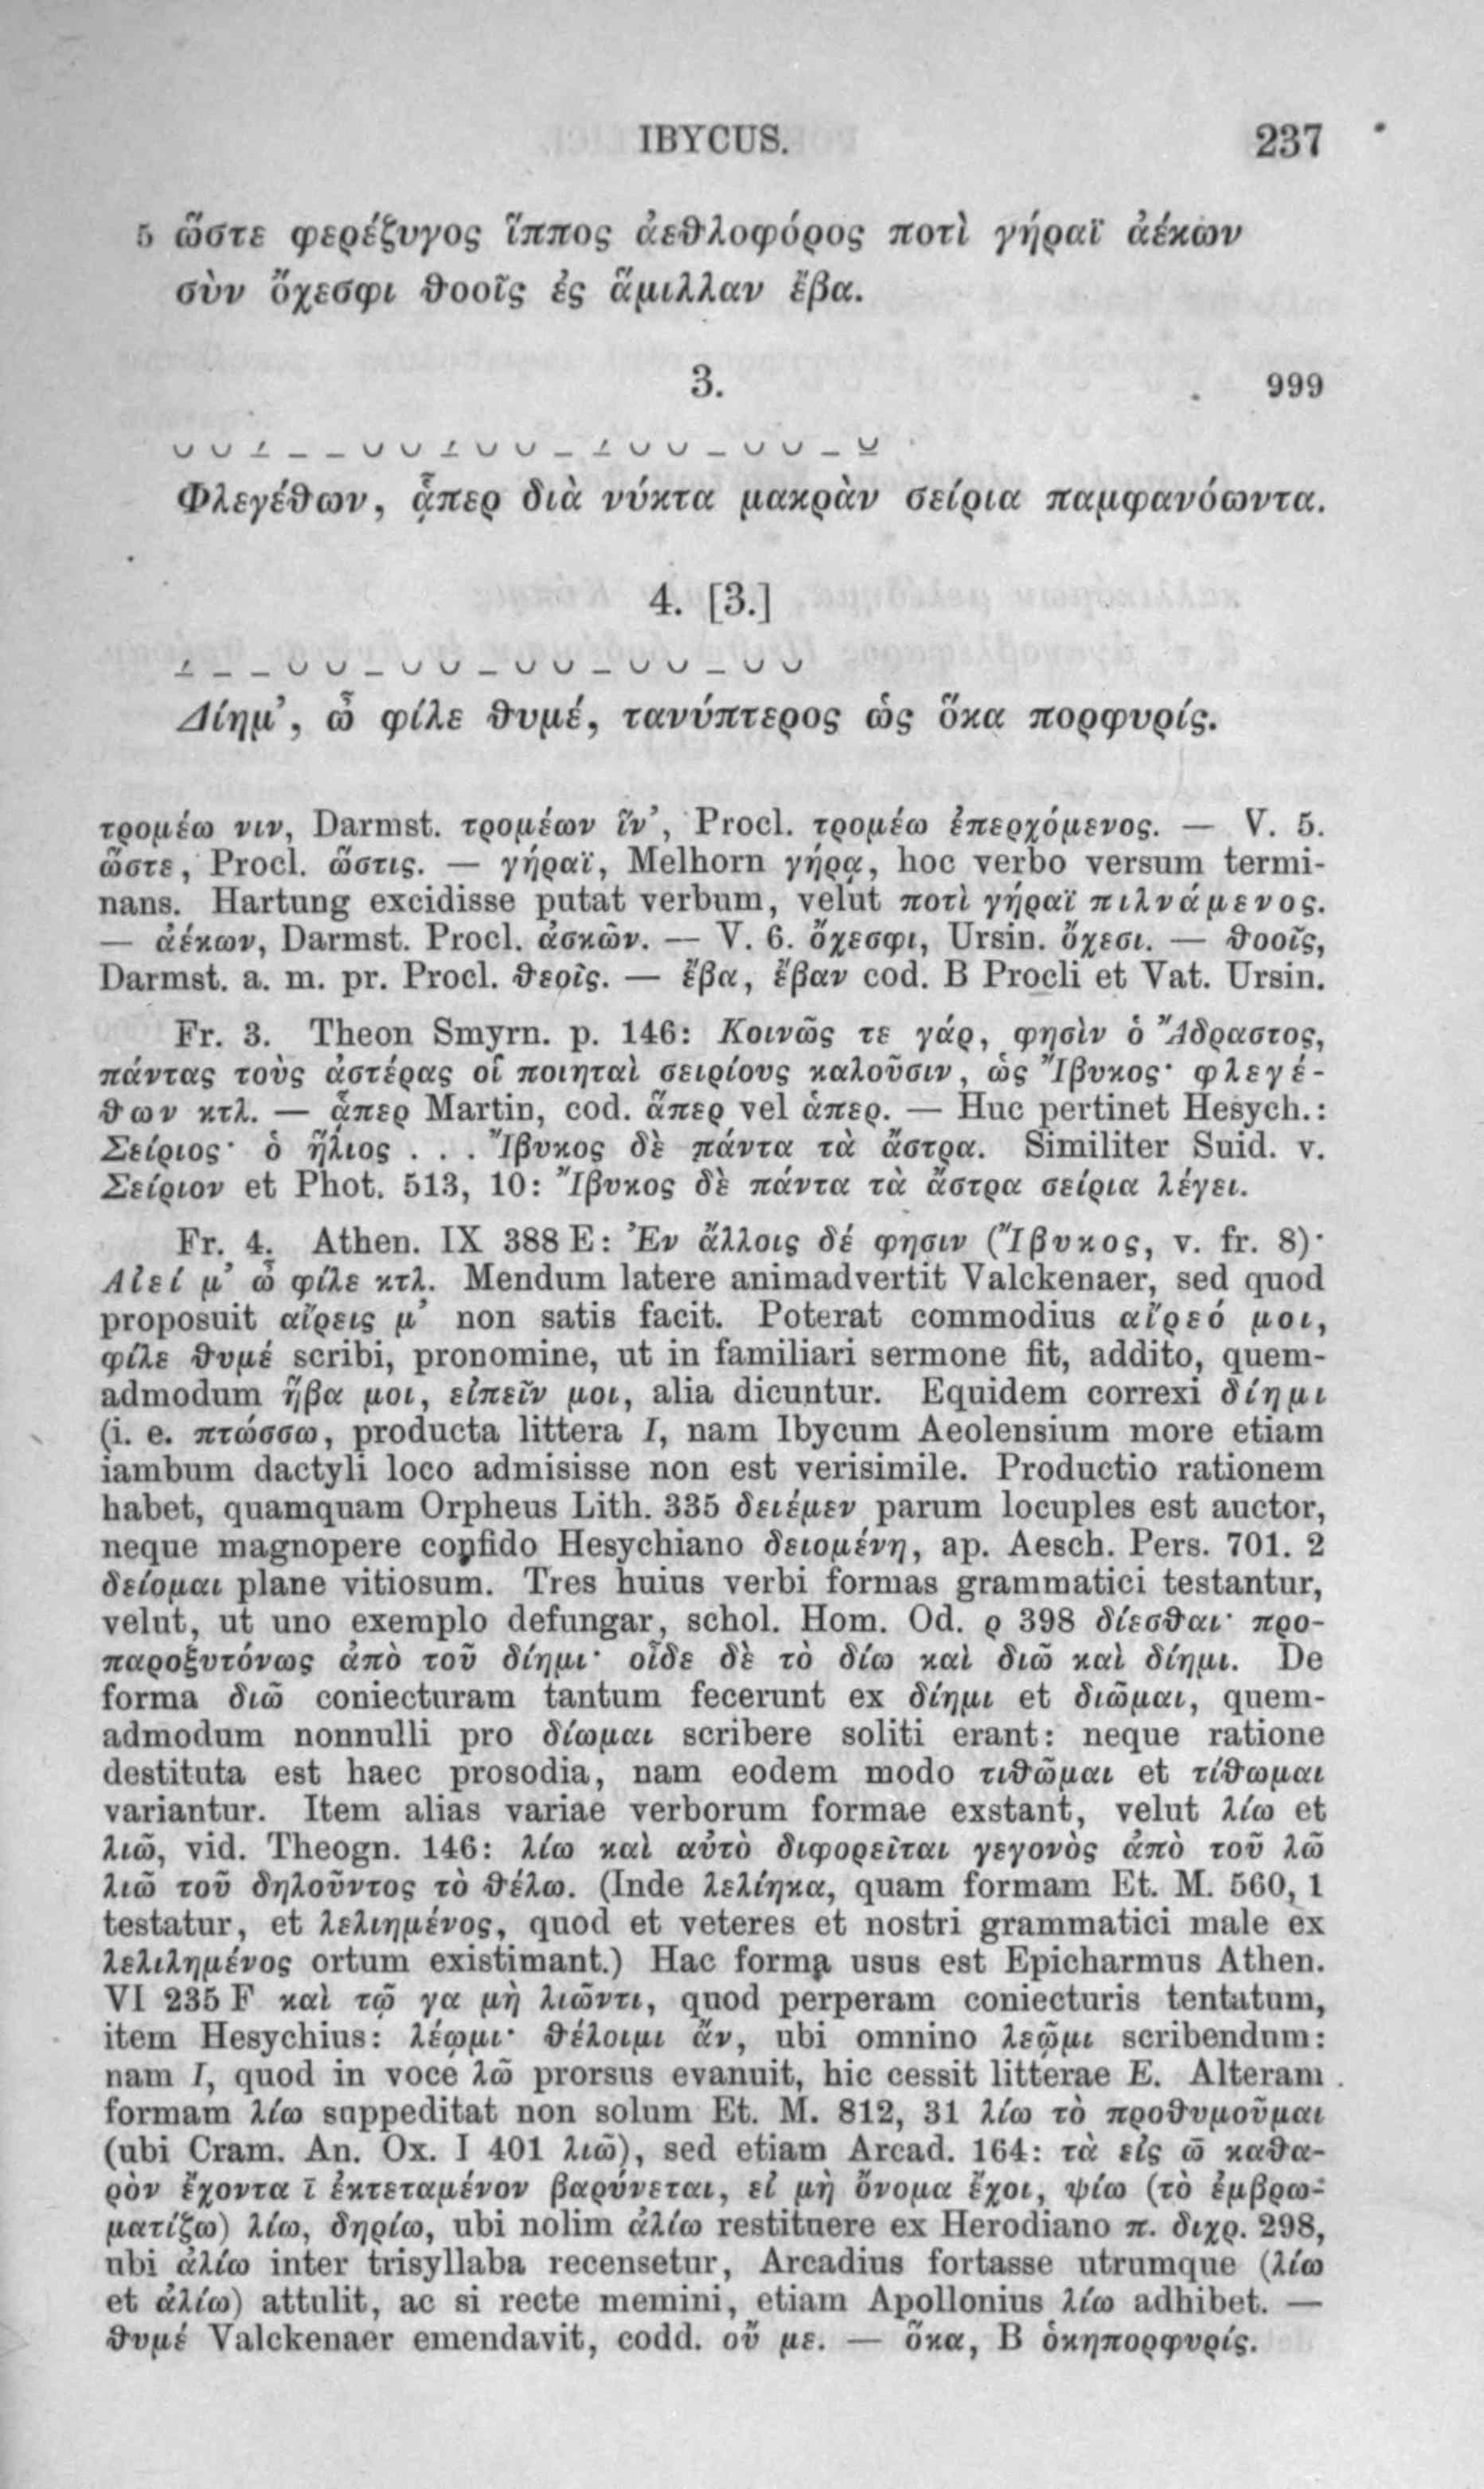 IBYCUS. 237
5 ὥστε φερέζυγος ἵππος ἀεθλοφόρος ποτὶ γήραϊ ἀέκων
σὺν ὄχεσφι θοοῖς ἐς ἅμιλλαν ἔβα.
3. 999
⏑ ⏑ –́ – – ⏑ ⏑ –́ ⏑ ⏑ – –́ ⏑ ⏑ – ⏑ ⏑ – ⏓
Φλεγέθων, ᾇπερ διὰ νύκτα μακρὰν σείρια παμφανόωντα.
4. [3.]
–́ – – ⏑ ⏑ – ⏑ ⏑ – ⏑ ⏑ – ⏑ ⏑ – ⏑ ⏑
Δίημ’, ὦ φίλε θυμέ, τανύπτερος ὡς ὅκα πορφυρίς.
τρομέω νιν, Darmst. τρομέων ἵν’, Procl. τρομέω ἐπερχόμενος. — V. 5.
ὥστε, Procl. ὥστις. — γήραϊ, Melhorn γήρᾳ, hoc verbo versum termi-
nans. Hartung excidisse putat verbum, velut ποτὶ γήραϊ πιλνάμενος.
— ἀέκων, Darmst. Procl. ἀσκῶν. — V. 6. ὄχεσφι, Ursin. ὄχεσι. — θοοῖς,
Darmst. a. m. pr. Procl. θεοῖς. — ἔβα, ἔβαν cod. B Procli et Vat. Ursin.
Fr. 3. Theon Smyrn. p. 146: Κοινῶς τε γάρ, φησὶν ὁ Ἄδραστος,
πάντας τοὺς ἀστέρας οἱ ποιηταὶ σειρίους καλοῦσιν, ὡς Ἴβυκος· φλεγέ-
θων κτλ. — ᾇπερ Martin, cod. ἅπερ vel ἁπερ. — Huc pertinet Hesych.:
Σείριος· ὁ ἥλιος . . . Ἴβυκος δὲ πάντα τὰ ἄστρα. Similiter Suid. v.
Σείριον et Phot. 513, 10: Ἴβυκος δὲ πάντα τὰ ἄστρα σείρια λέγει.
Fr. 4. Athen. IX 388 E: Ἐν ἄλλοις δέ φησιν (Ἴβυκος, v. fr. 8)·
Αἰεί μ’ ὦ φίλε κτλ. Mendum latere animadvertit Valckenaer, sed quod
proposuit αἴρεις μ’ non satis facit. Poterat commodius αἴρεό μοι,
φίλε θυμέ scribi, pronomine, ut in familiari sermone fit, addito, quem-
admodum ἥβα μοι, εἰπεῖν μοι, alia dicuntur. Equidem correxi δίημι
(i. e. πτώσσω, producta littera I, nam Ibycum Aeolensium more etiam
iambum dactyli loco admisisse non est verisimile. Productio rationem
habet, quamquam Orpheus Lith. 335 δειέμεν parum locuples est auctor,
neque magnopere confido Hesychiano δειομένη, ap. Aesch. Pers. 701. 2
δείομαι plane vitiosum. Tres huius verbi formas grammatici testantur,
velut, ut uno exemplo defungar, schol. Hom. Od. ρ 398 δίεσθαι· προ-
παροξυτόνως ἀπὸ τοῦ δίημι· οἶδε δὲ τὸ δίω καὶ διῶ καὶ δίημι. De
forma διῶ coniecturam tantum fecerunt ex δίημι et διῶμαι, quem-
admodum nonnulli pro δίωμαι scribere soliti erant: neque ratione
destituta est haec prosodia, nam eodem modo τιθῶμαι et τίθωμαι
variantur. Item alias variae verborum formae exstant, velut λίω et
λιῶ, vid. Theogn. 146: λίω καὶ αὐτὸ διφορεῖται γεγονὸς ἀπὸ τοῦ λῶ
λιῶ τοῦ δηλοῦντος τὸ θέλω. (Inde λελίηκα, quam formam Et. M. 560, 1
testatur, et λελιημένος, quod et veteres et nostri grammatici male ex
λελιλημένος ortum existimant.) Hac forma usus est Epicharmus Athen.
VI 235 F καὶ τῷ γα μὴ λιῶντι, quod perperam coniecturis tentatum,
item Hesychius: λέῳμι· θέλοιμι ἄν, ubi omnino λεῷμι scribendum:
nam I, quod in voce λῶ prorsus evanuit, hic cessit litterae E. Alteram
formam λίω suppeditat non solum Et. M. 812, 31 λίω τὸ προθυμοῦμαι
(ubi Cram. An. Ox. I 401 λιῶ), sed etiam Arcad. 164: τὰ εἰς ω̄ καθα-
ρὸν ἔχοντα ῑ ἐκτεταμένον βαρύνεται, εἰ μὴ ὄνομα ἔχοι, ψίω (τὸ ἐμβρω-
ματίζω) λίω, δηρίω, ubi nolim ἀλίω restituere ex Herodiano π. διχρ. 298,
ubi ἀλίω inter trisyllaba recensetur, Arcadius fortasse utrumque (λίω
et ἀλίω) attulit, ac si recte memini, etiam Apollonius λίω adhibet. —
θυμέ Valckenaer emendavit, codd. οὔ με. — ὅκα, B ὁκηπορφυρίς.